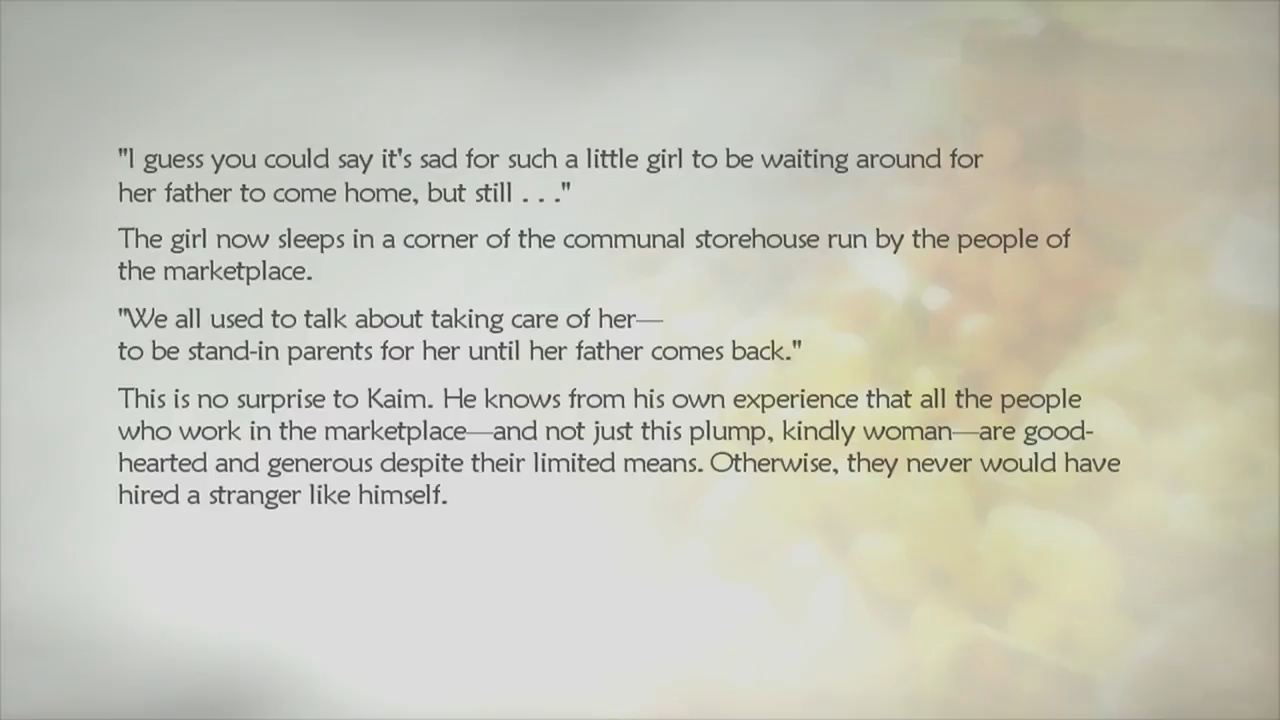 "I guess you could say it's sad for such a little girl to be waiting around for
her father to come home, but still . . ."
The girl now sleeps in a corner of the communal storehouse run by the people of
the marketplace.
"We all used to talk about taking care of her—
to be stand-in parents for her until her father comes back."
This is no surprise to Kaim. He knows from his own experience that all the people
who work in the marketplace—and not just this plump, kindly woman—are good-
hearted and generous despite their limited means. Otherwise, they never would have
hired a stranger like himself.